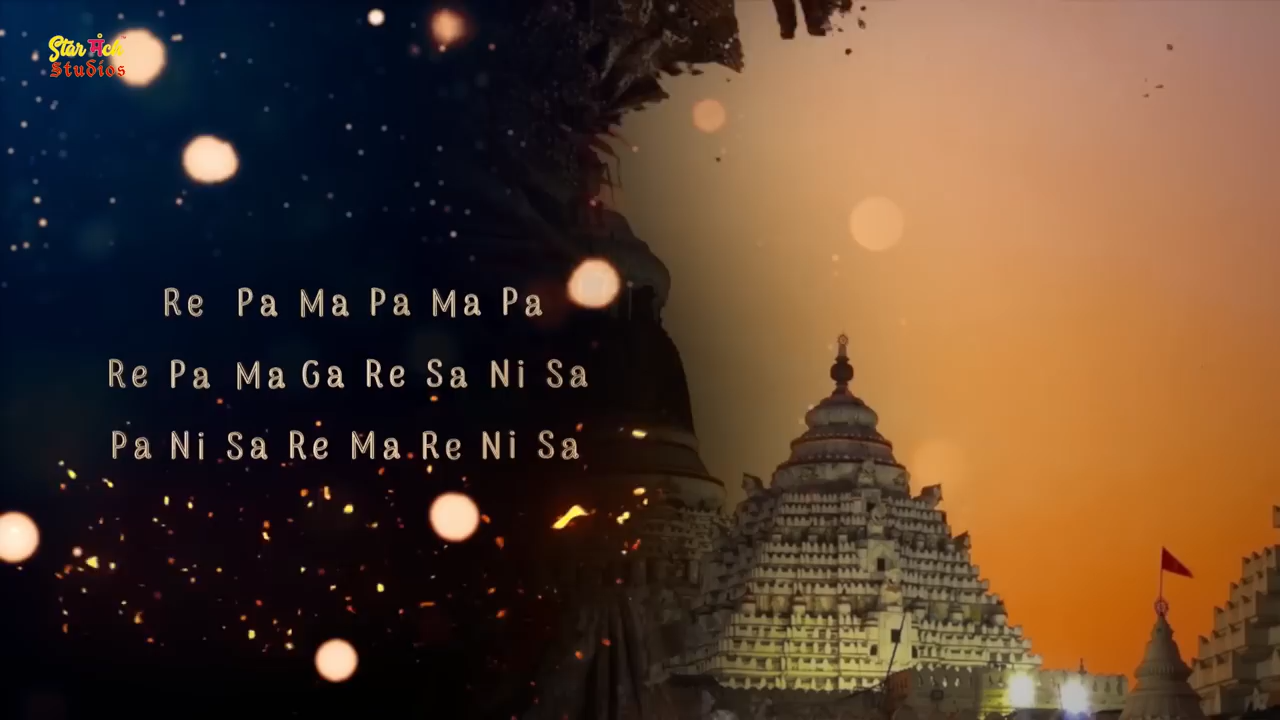 Star मंच
Studios
Re Pa Ma Pa Ma Pa
Re Pa Ma Ga Re Sa Ni Sa
Pa Ni Sa Re Ma Re Ni Sa